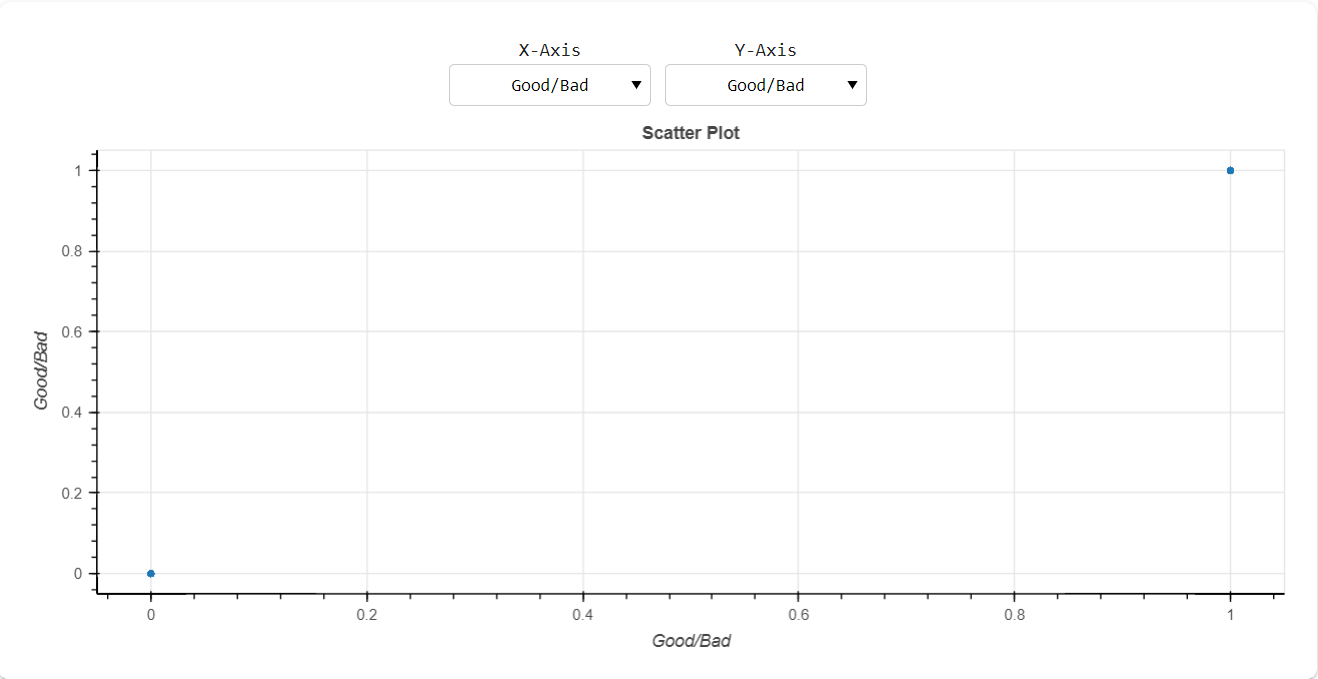 X-Axis Y-Axis
Good/Bad ▼ Good/Bad ▼
Scatter Plot
1
0.8
0.6
0.4
0.2
0
Good/Bad
0 0.2 0.4 0.6 0.8 1
Good/Bad